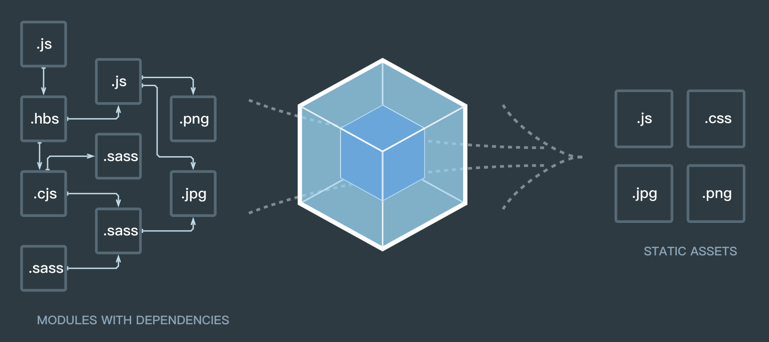 .js
.js
.hbs
.png
.sass
.cjs
.jpg
.sass
.sass
MODULES WITH DEPENDENCIES
.js
.css
.jpg
.png
STATIC ASSETS